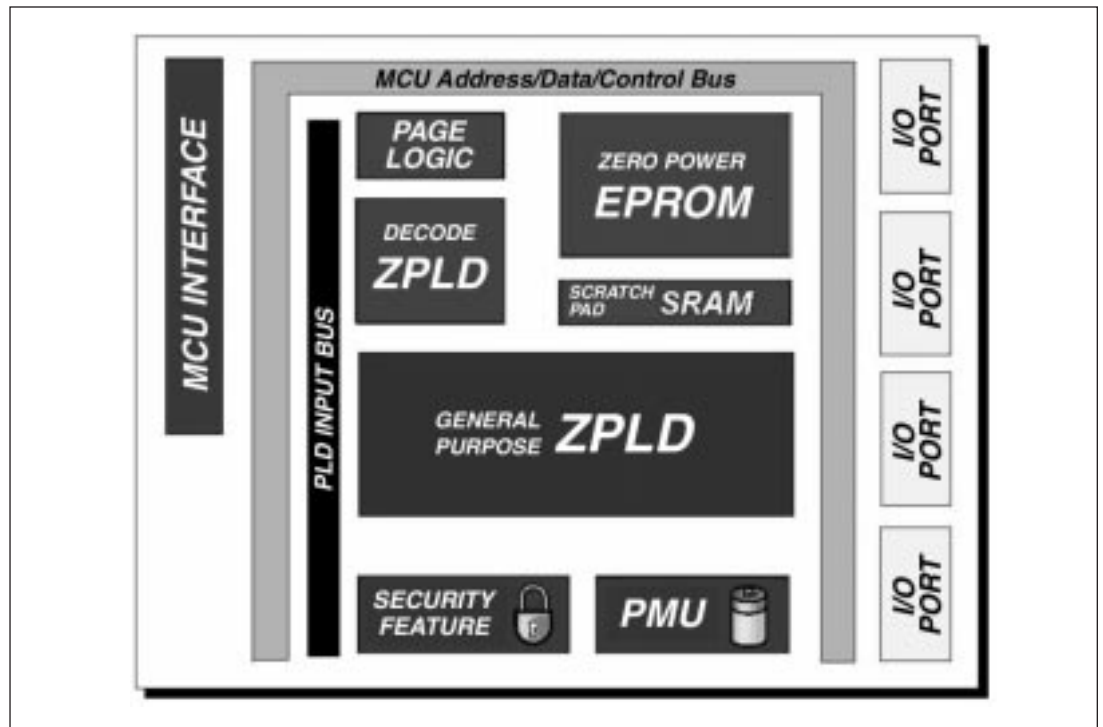 MCU INTERFACE
MCU Address/Data/Control Bus
PLD INPUT BUS
PAGE
LOGIC
DECODE
ZPLD
ZERO POWER
EPROM
SCRATCH
PAD
SRAM
GENERAL
PURPOSE
ZPLD
SECURITY
FEATURE
PMU
I/O
PORT
I/O
PORT
I/O
PORT
I/O
PORT